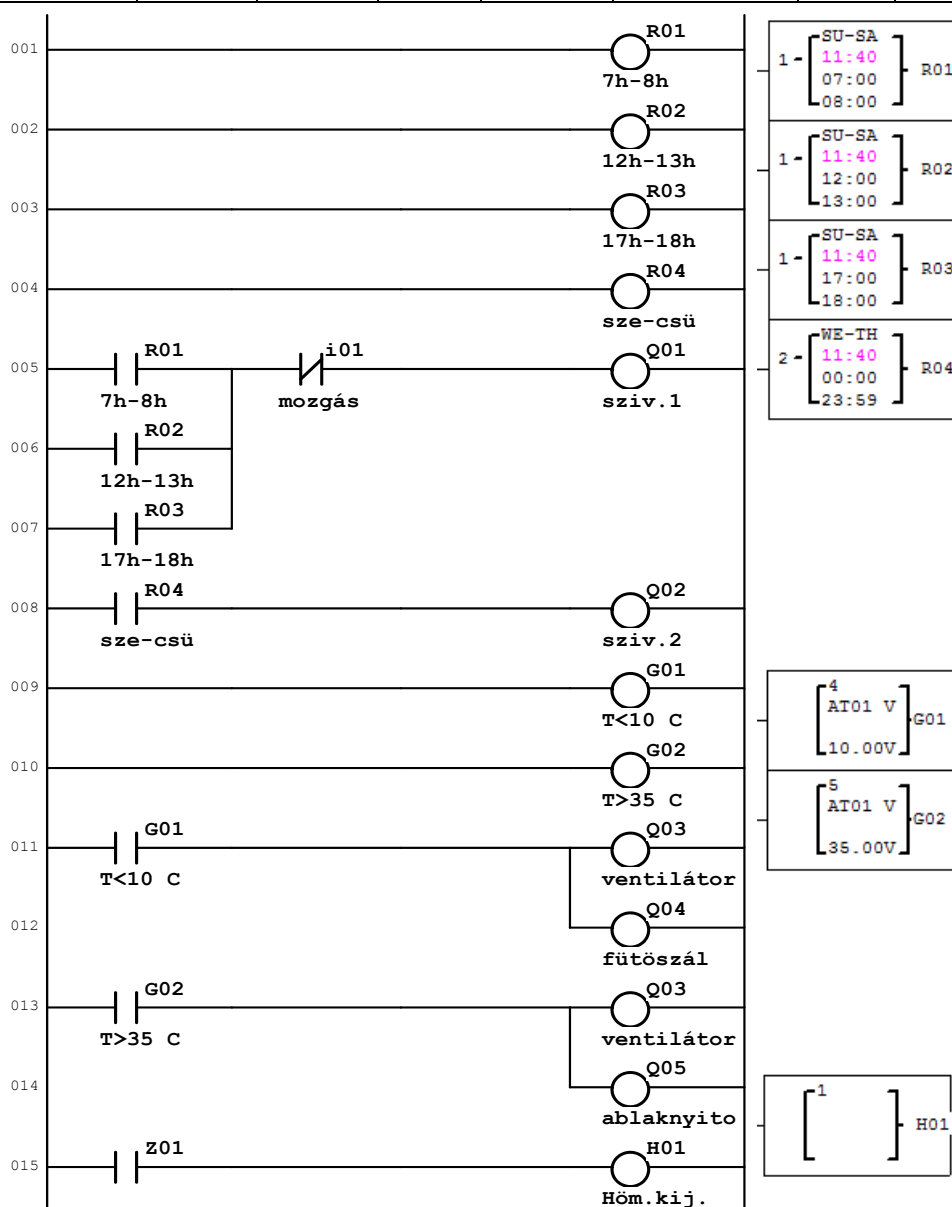 001
R01
7h-8h
002
R02
12h-13h
003
R03
17h-18h
004
R04
sze-csü
005
R01
7h-8h
i01
mozgás
Q01
sziv.1
006
R02
12h-13h
007
R03
17h-18h
008
R04
sze-csü
Q02
sziv.2
009
G01
T<10 C
010
G02
T>35 C
011
G01
T<10 C
Q03
ventilátor
012
Q04
fütöszál
013
G02
T>35 C
Q03
ventilátor
014
Q05
ablaknyito
015
Z01
H01
Höm.kij.
SU-SA
1 - 11:40
07:00
08:00
R01
SU-SA
1 - 11:40
12:00
13:00
R02
SU-SA
1 - 11:40
17:00
18:00
R03
WE-TH
2 - 11:40
00:00
23:59
R04
4
AT01 V
G01
10.00V
5
AT01 V
G02
35.00V
1
H01